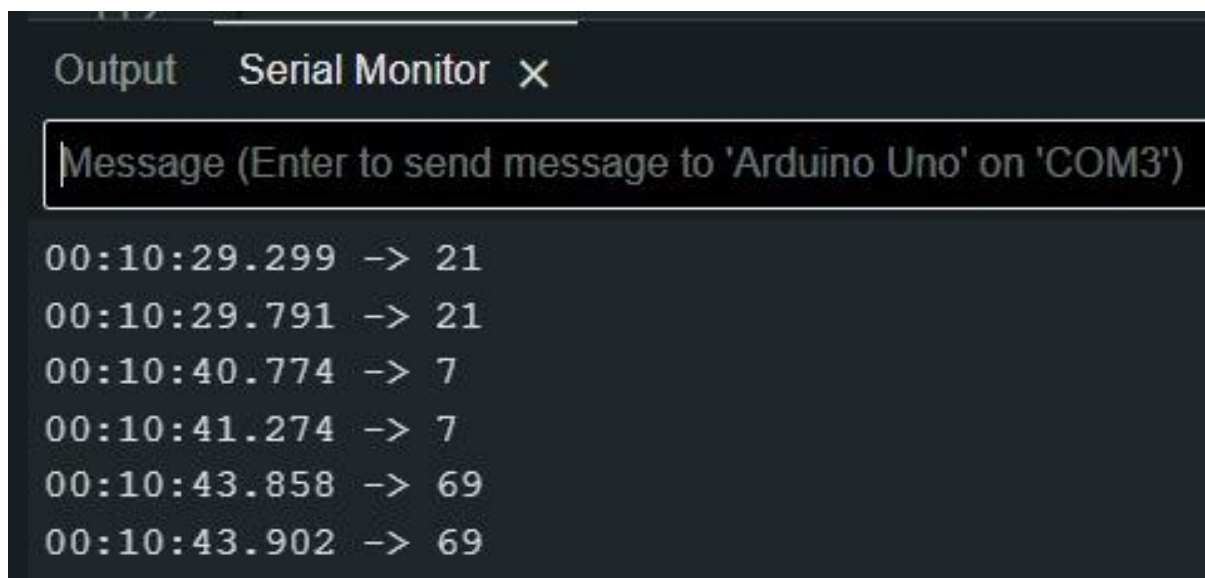 Output Serial Monitor ×
Message (Enter to send message to 'Arduino Uno' on 'COM3')
00:10:29.299 -> 21
00:10:29.791 -> 21
00:10:40.774 -> 7
00:10:41.274 -> 7
00:10:43.858 -> 69
00:10:43.902 -> 69